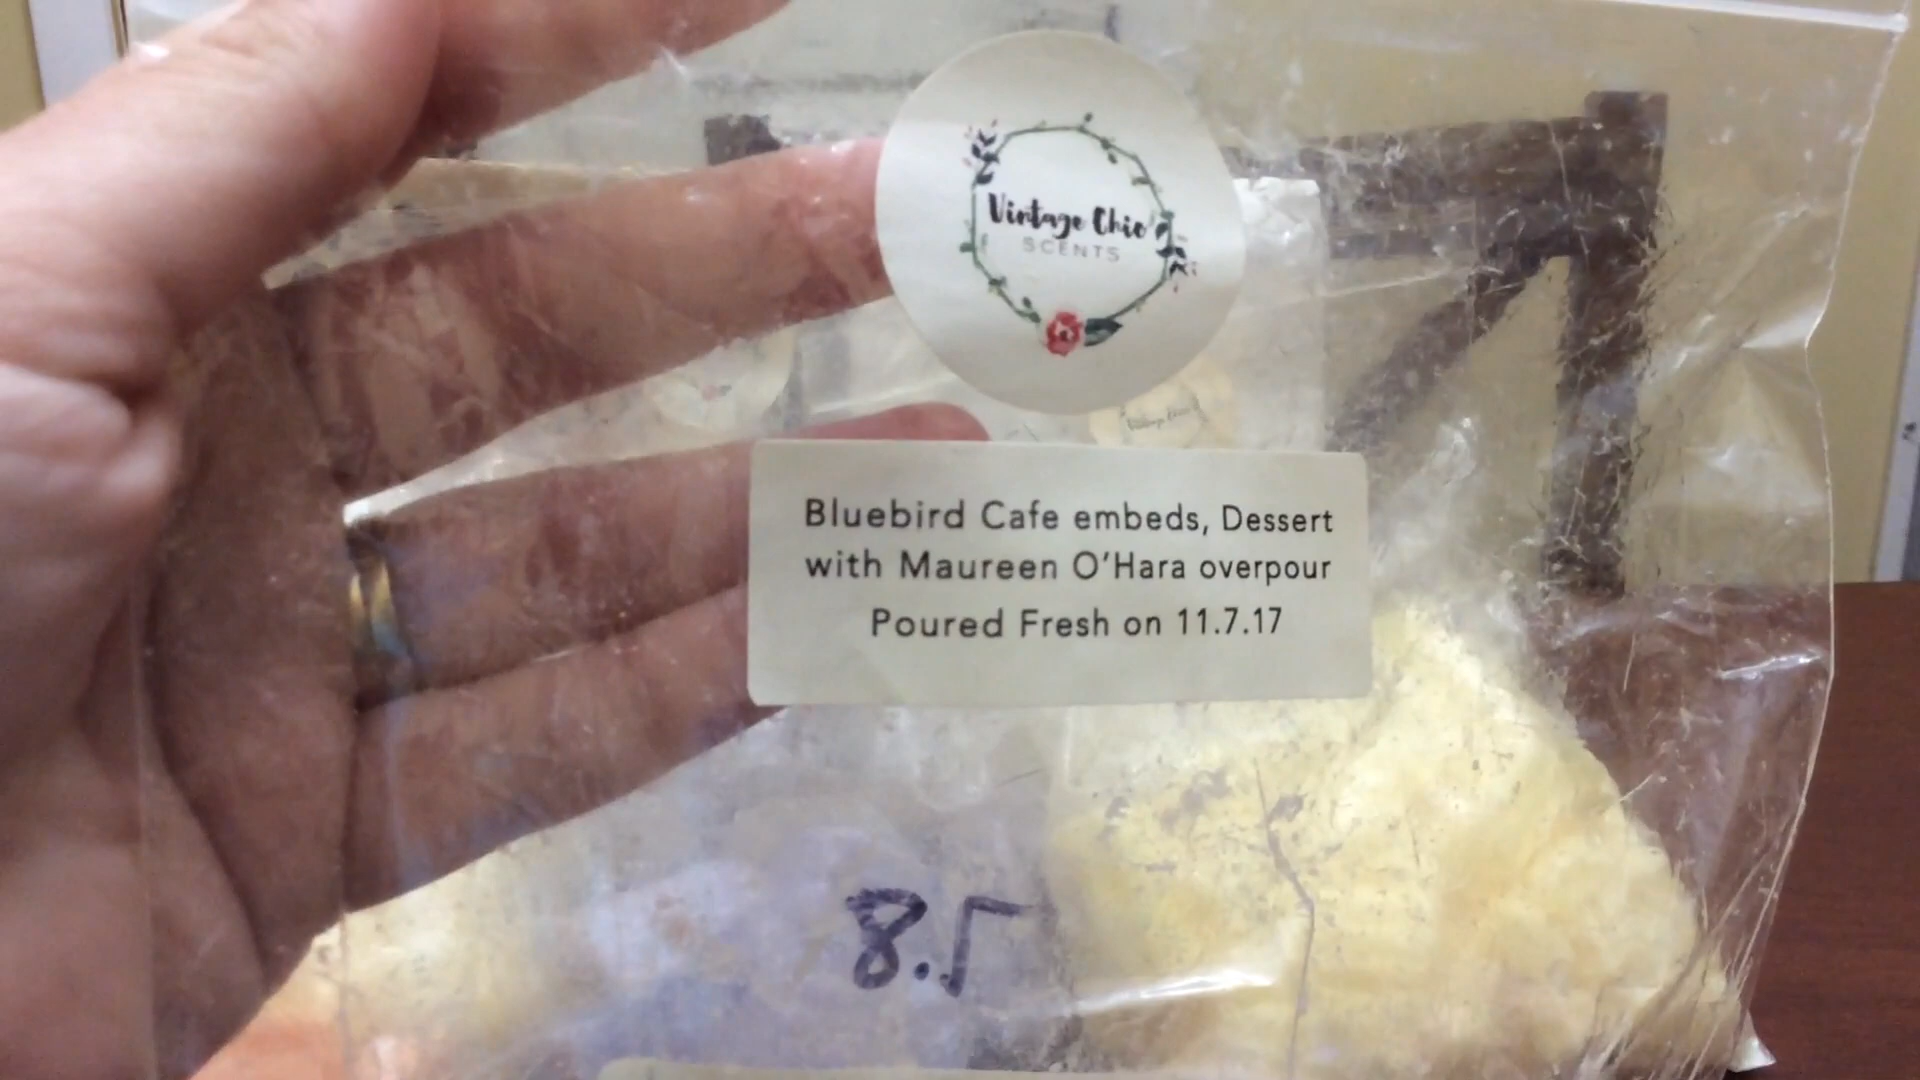 Vintage Chic
SCENTS
Bluebird Cafe embeds, Dessert
with Maureen O'Hara overpour
Poured Fresh on 11.7.17
8.5